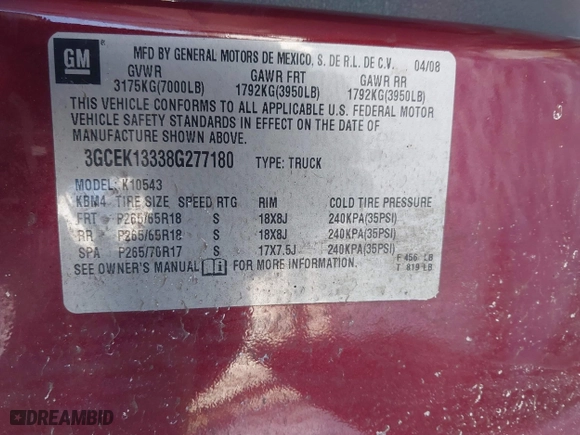 GM
MFD BY GENERAL MOTORS DE MEXICO, S. DE R.L. DE C.V. 04/08
GVWR GAWR FRT GAWR RR
3175KG(7000LB) 1792KG(3950LB) 1792KG(3950LB)
THIS VEHICLE CONFORMS TO ALL APPLICABLE U.S. FEDERAL MOTOR
VEHICLE SAFETY STANDARDS IN EFFECT ON THE DATE OF
MANUFACTURE SHOWN ABOVE.
3GCEK13338G277180 TYPE: TRUCK
MODEL: K10543
KBM4 TIRE SIZE SPEED RTG RIM COLD TIRE PRESSURE
FRT P265/65R18 S 18X8J 240KPA(35PSI)
RR P265/65R18 S 18X8J 240KPA(35PSI)
SPA P265/70R17 S 17X7.5J 240KPA(35PSI)
SEE OWNER'S MANUAL FOR MORE INFORMATION.
F 456 LB
T 819 LB
DREAMBID